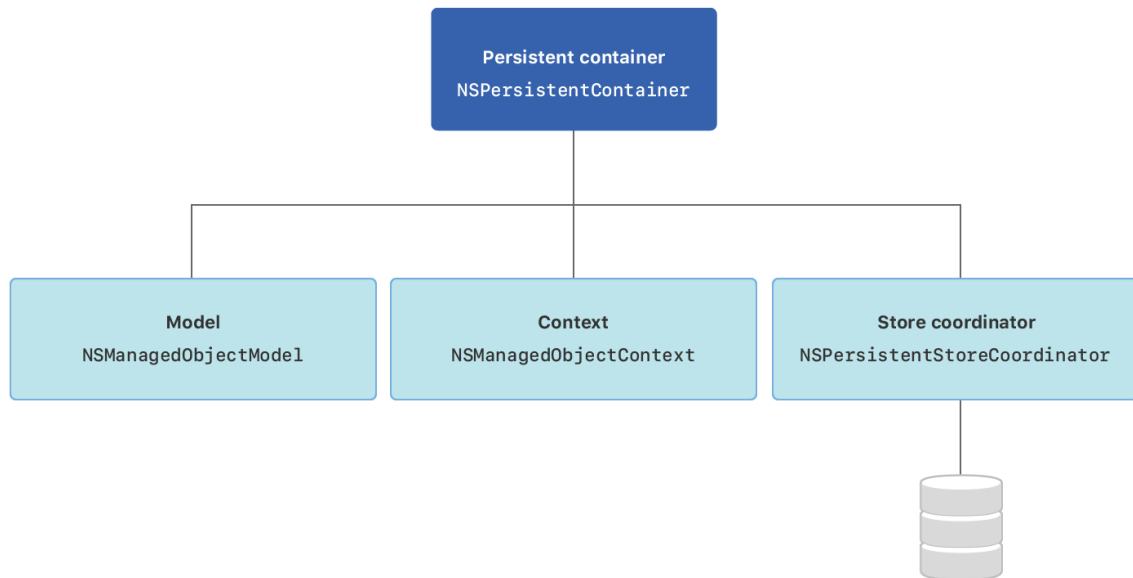 Persistent container
NSPersistentContainer
Model
NSManagedObjectModel
Context
NSManagedObjectContext
Store coordinator
NSPersistentStoreCoordinator